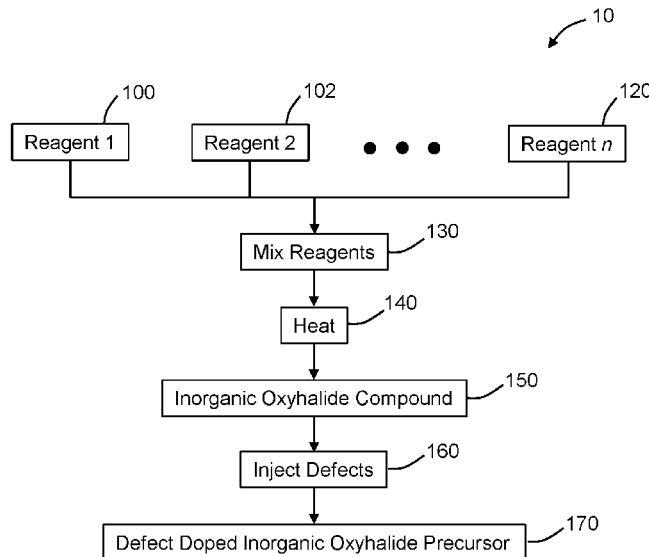 10
100
102
120
Reagent 1
Reagent 2
Reagent n
130
Mix Reagents
140
Heat
150
Inorganic Oxyhalide Compound
160
Inject Defects
170
Defect Doped Inorganic Oxyhalide Precursor